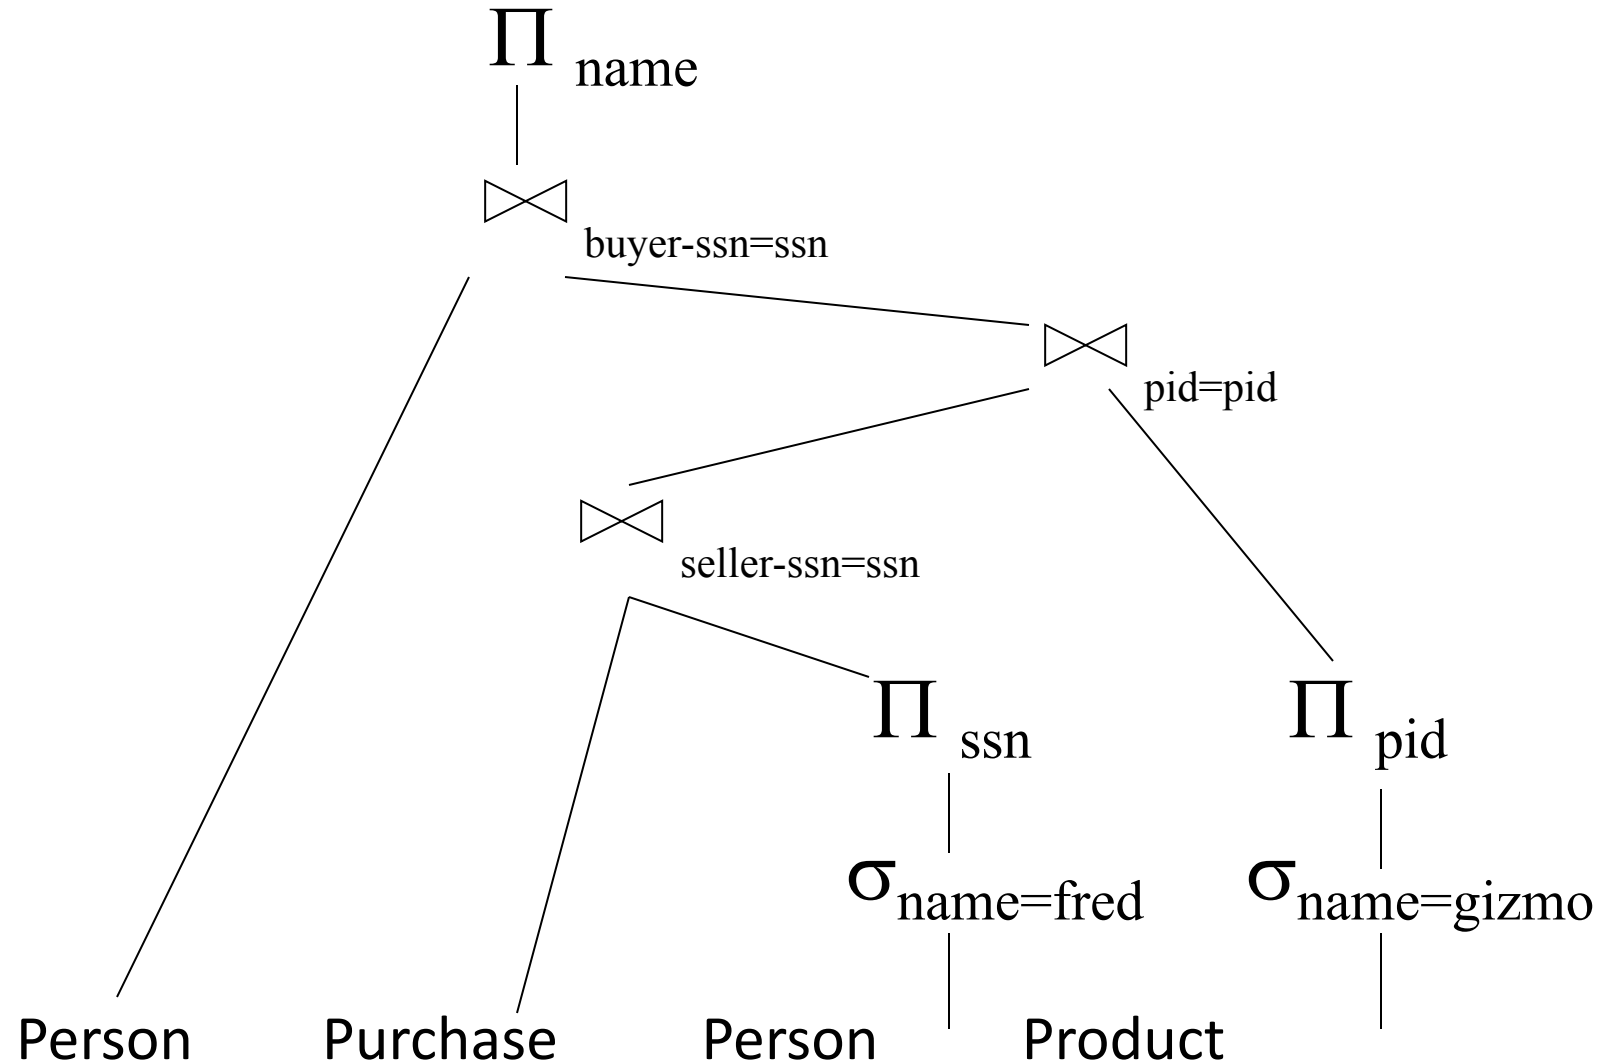 Π name
buyer-ssn=ssn
pid=pid
seller-ssn=ssn
Π ssn Π pid
σname=fred σname=gizmo
Person Purchase Person Product